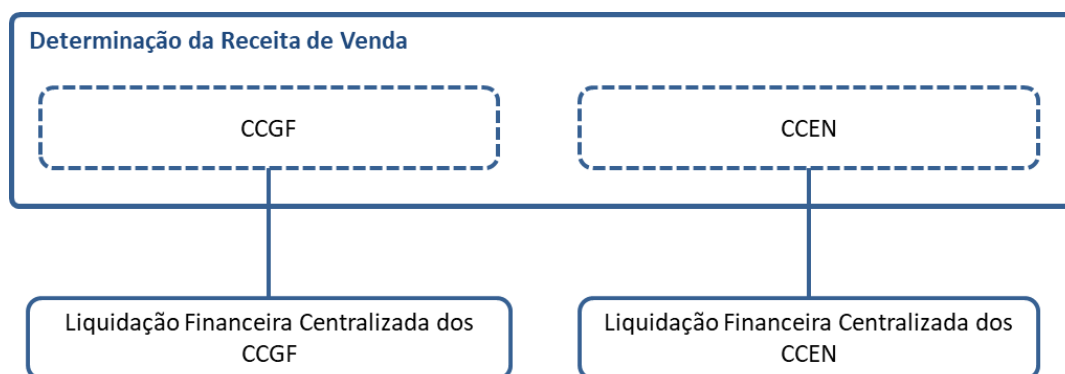 Determinação da Receita de Venda
CCGF
CCEN
Liquidação Financeira Centralizada dos
CCGF
Liquidação Financeira Centralizada dos
CCEN